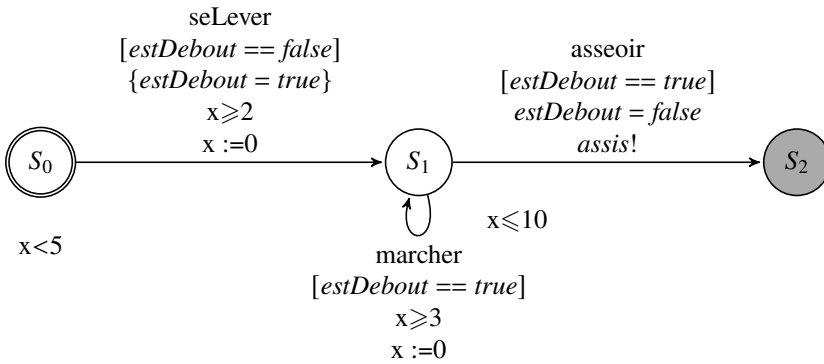 seLever
[estDebout == false]
{estDebout = true}
x⩾2
x :=0
asseoir
[estDebout == true]
estDebout = false
assis!
S0
S1
S2
x<5
x⩽10
marcher
[estDebout == true]
x⩾3
x :=0